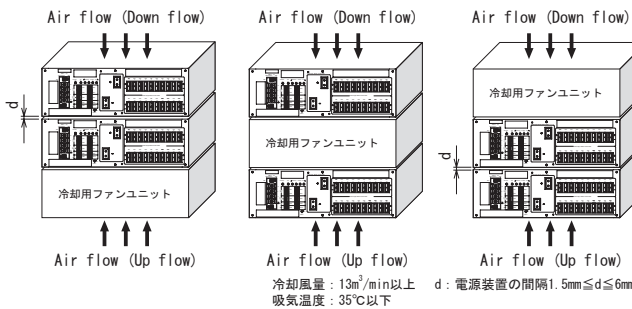 Air flow (Down flow)
Air flow (Down flow)
Air flow (Down flow)
d
冷却用ファンユニット
Air flow (Up flow)
冷却用ファンユニット
Air flow (Up flow)
冷却用ファンユニット
d
Air flow (Up flow)
冷却風量：13m³/min以上
吸気温度：35℃以下
d：電源装置の間隔1.5mm≦d≦6mm